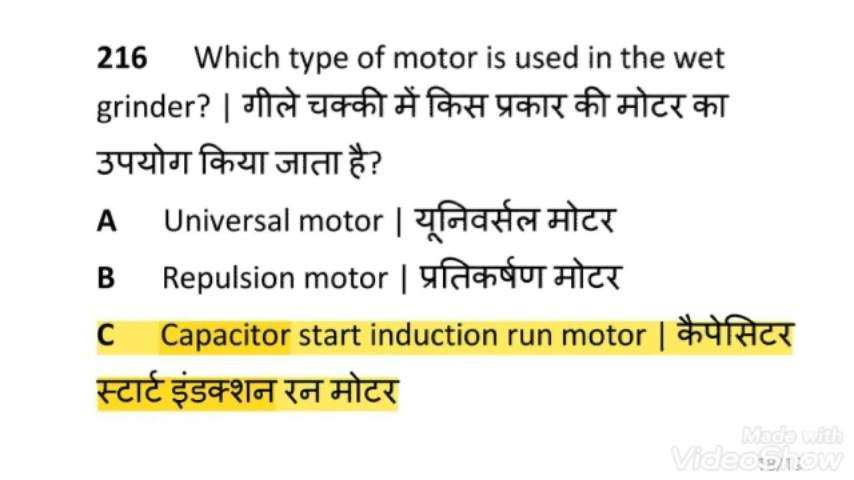 216 Which type of motor is used in the wet
grinder? | गीले चक्की में किस प्रकार की मोटर का
उपयोग किया जाता है?
A Universal motor | यूनिवर्सल मोटर
B Repulsion motor | प्रतिकर्षण मोटर
C Capacitor start induction run motor | कैपेसिटर
स्टार्ट इंडक्शन रन मोटर
Made with
VideoShow